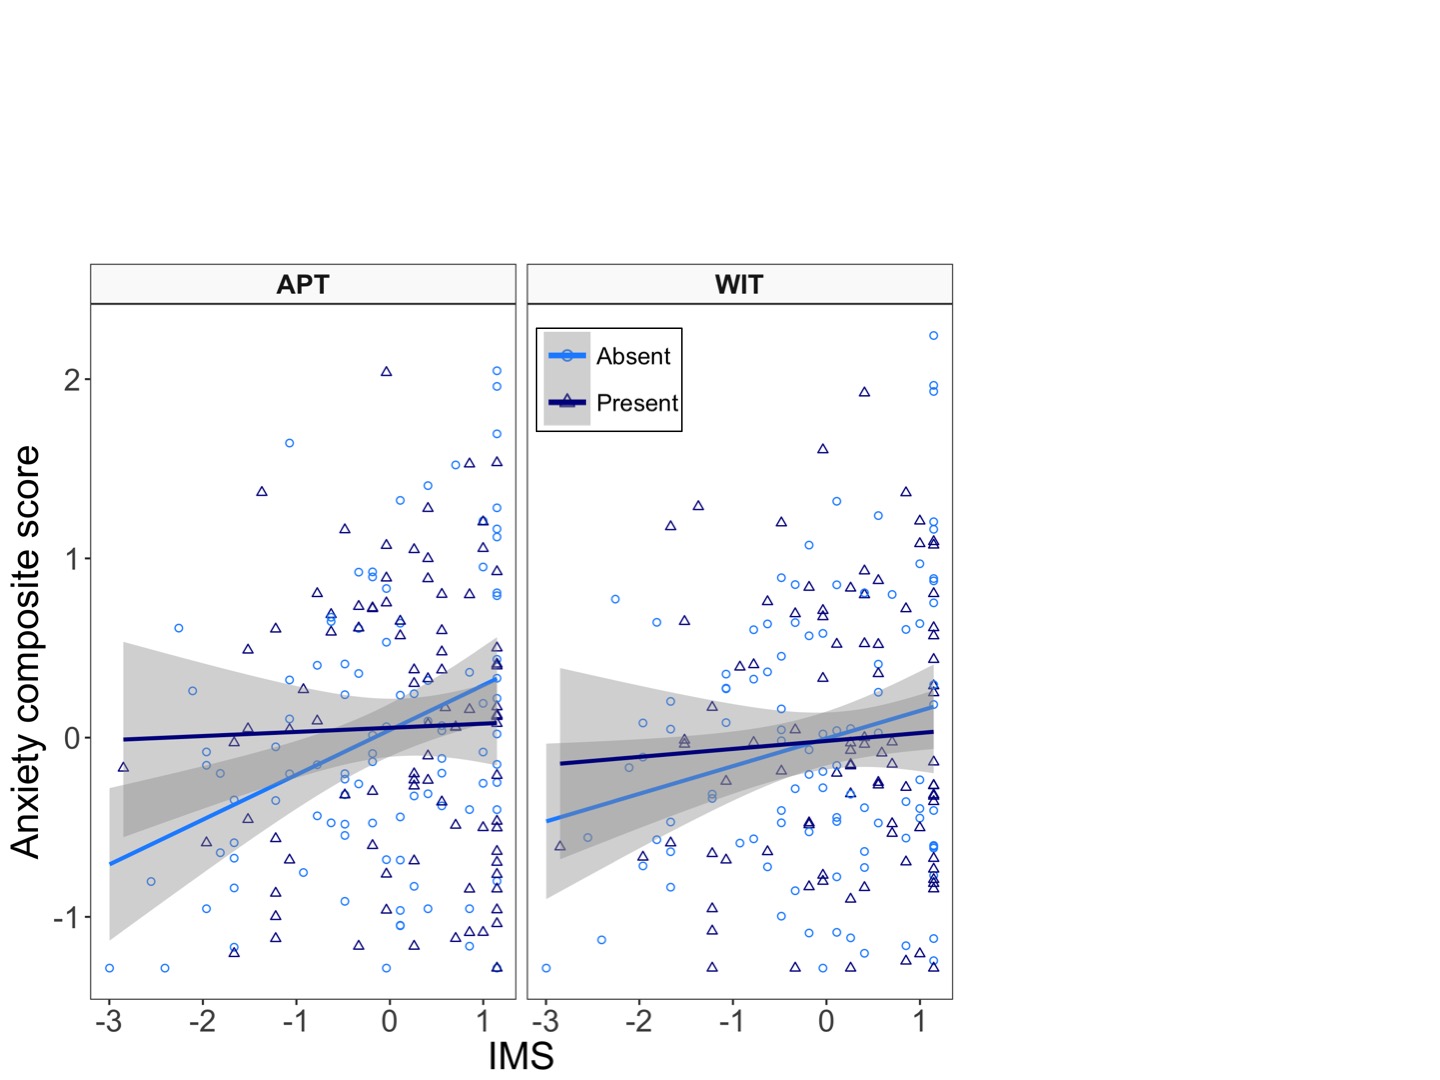 APT
WIT
Absent
Present
Anxiety composite score
2
1
0
-1
-3 -2 -1 0 1
-3 -2 -1 0 1
IMS